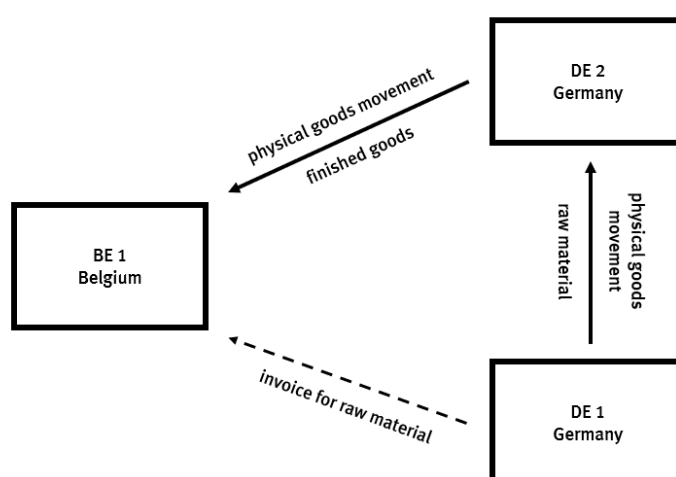 DE 2
Germany
physical goods movement
finished goods
BE 1
Belgium
raw material
physical goods
movement
invoice for raw material
DE 1
Germany